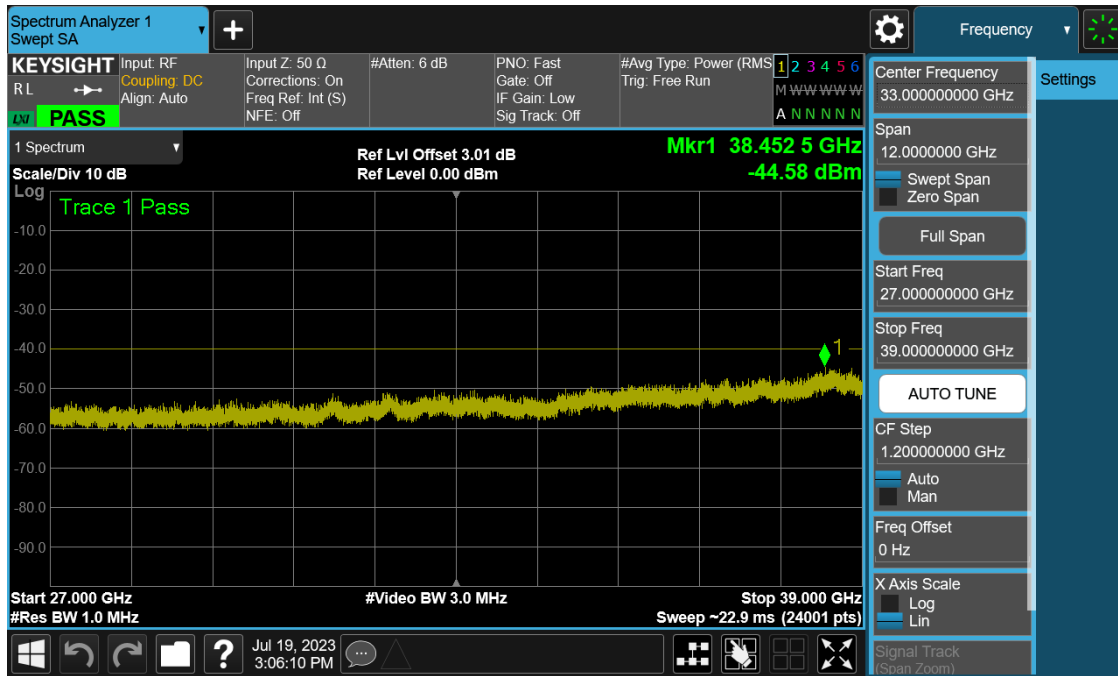 Spectrum Analyzer 1
Swept SA
Frequency
KEYSIGHT
R L
LXI
PASS
Input: RF
Coupling: DC
Align: Auto
Input Z: 50 Ω
Corrections: On
Freq Ref: Int (S)
NFE: Off
#Atten: 6 dB
PNO: Fast
Gate: Off
IF Gain: Low
Sig Track: Off
#Avg Type: Power (RMS
Trig: Free Run
1 2 3 4 5 6
M W W W W W
A N N N N N
1 Spectrum
Scale/Div 10 dB
Ref Lvl Offset 3.01 dB
Ref Level 0.00 dBm
Mkr1 38.452 5 GHz
-44.58 dBm
Log
Trace 1 Pass
-10.0
-20.0
-30.0
-40.0
1
-50.0
-60.0
-70.0
-80.0
-90.0
Start 27.000 GHz
#Res BW 1.0 MHz
#Video BW 3.0 MHz
Stop 39.000 GHz
Sweep ~22.9 ms (24001 pts)
Jul 19, 2023
3:06:10 PM
Center Frequency
33.000000000 GHz
Settings
Span
12.0000000 GHz
Swept Span
Zero Span
Full Span
Start Freq
27.000000000 GHz
Stop Freq
39.000000000 GHz
AUTO TUNE
CF Step
1.200000000 GHz
Auto
Man
Freq Offset
0 Hz
X Axis Scale
Log
Lin
Signal Track
(Span Zoom)